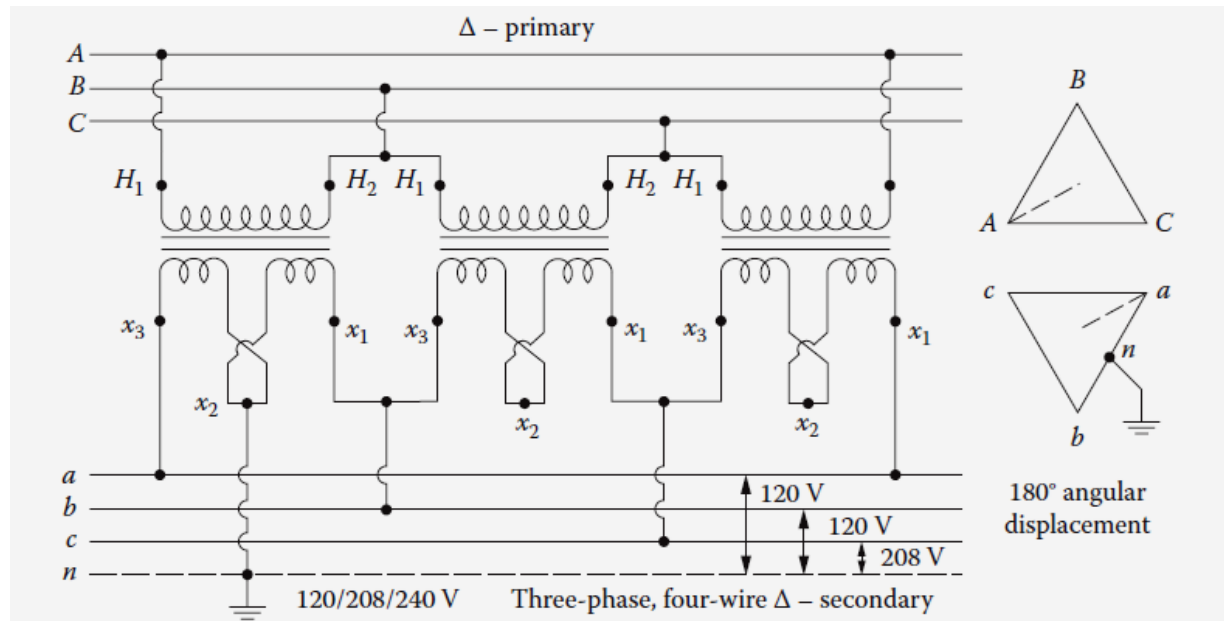 Δ – primary
A
B
C
B
H₁
H₂
H₁
H₂
H₁
A
C
c
a
x₃
x₁
x₃
x₁
x₃
x₁
n
x₂
x₂
x₂
b
a
120 V
180° angular
b
120 V
displacement
c
208 V
n
120/208/240 V
Three-phase, four-wire Δ – secondary